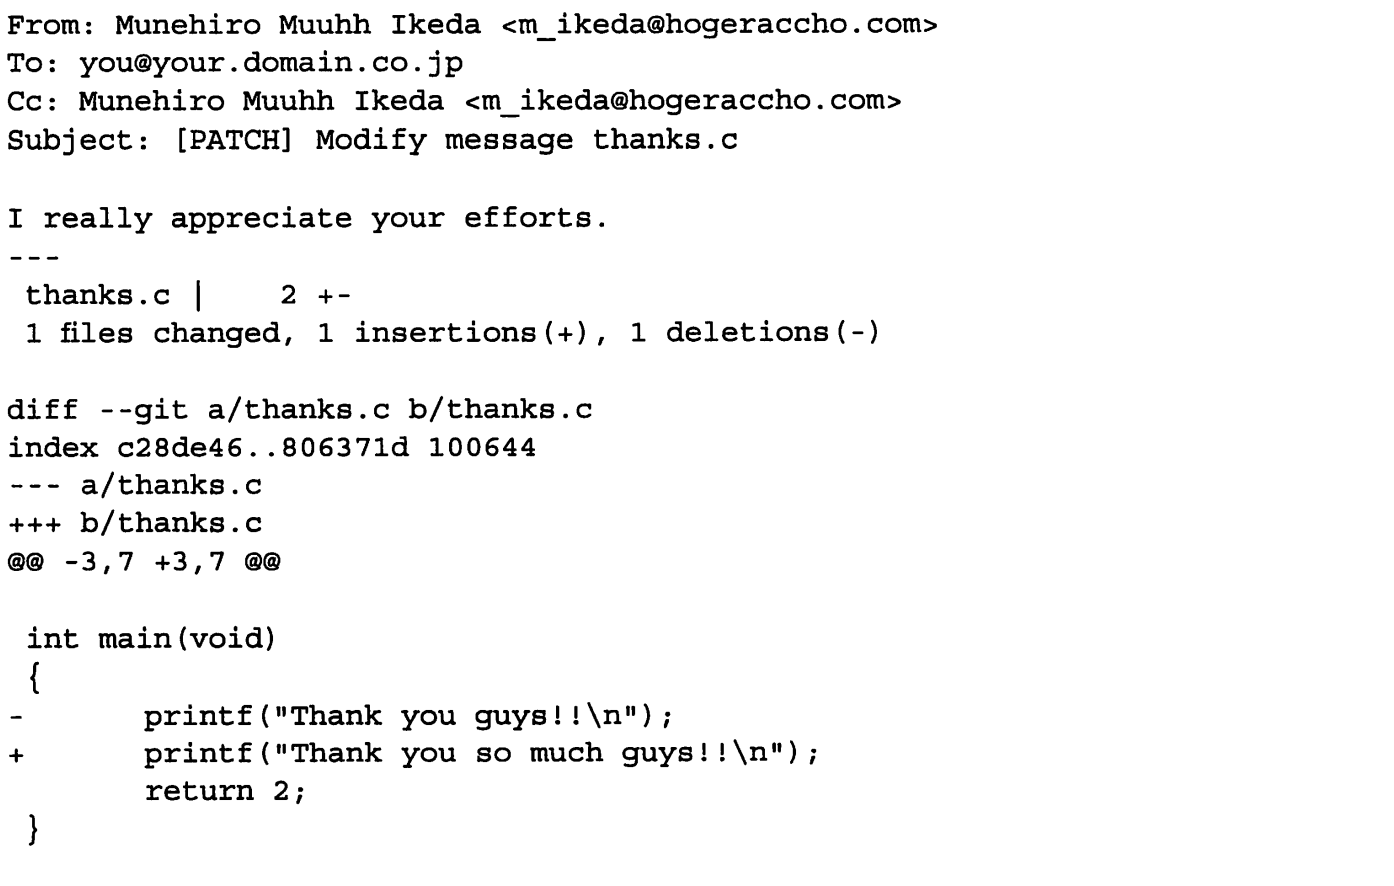 From: Munehiro Muuhh Ikeda <m_ikeda@hogeraccho.com>
To: you@your.domain.co.jp
Cc: Munehiro Muuhh Ikeda <m_ikeda@hogeraccho.com>
Subject: [PATCH] Modify message thanks.c

I really appreciate your efforts.
---
 thanks.c |    2 +-
 1 files changed, 1 insertions(+), 1 deletions(-)

diff --git a/thanks.c b/thanks.c
index c28de46..806371d 100644
--- a/thanks.c
+++ b/thanks.c
@@ -3,7 +3,7 @@

 int main(void)
 {
-       printf("Thank you guys!!\n");
+       printf("Thank you so much guys!!\n");
        return 2;
 }